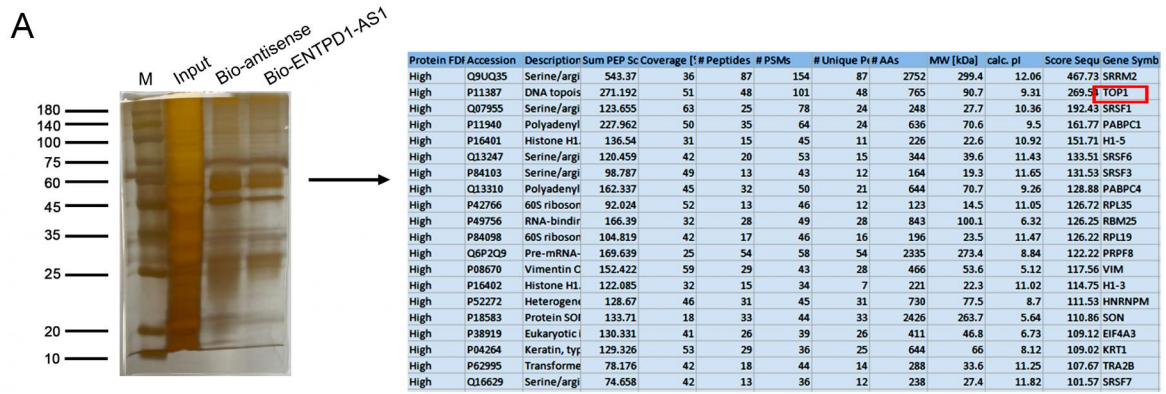 A
M Input Bio-antisense Bio-ENTPD1-AS1
180
140
100
75
60
45
35
25
20
10
Protein FDR Accession Description Sum PEP Sc Coverage [% # Peptides # PSMs # Unique Pe # AAs MW [kDa] calc. pI Score Sequ Gene Symb
High Q9UQ35 Serine/argi 543.37 36 87 154 87 2752 299.4 12.06 467.73 SRRM2
High P11387 DNA topois 271.192 51 48 101 48 765 90.7 9.31 269.54 TOP1
High Q07955 Serine/argi 123.655 63 25 78 24 248 27.7 10.36 192.43 SRSF1
High P11940 Polyadenyl 227.962 50 35 64 24 636 70.6 9.5 161.77 PABPC1
High P16401 Histone H1. 136.54 31 15 45 11 226 22.6 10.92 151.71 H1-5
High Q13247 Serine/argi 120.459 42 20 53 15 344 39.6 11.43 133.51 SRSF6
High P84103 Serine/argi 98.787 49 13 43 12 164 19.3 11.65 131.53 SRSF3
High Q13310 Polyadenyl 162.337 45 32 50 21 644 70.7 9.26 128.88 PABPC4
High P42766 60S riboson 92.024 52 13 46 12 123 14.5 11.05 126.72 RPL35
High P49756 RNA-bindir 166.39 32 28 49 28 843 100.1 6.32 126.25 RBM25
High P84098 60S riboson 104.819 42 17 46 16 196 23.5 11.47 126.22 RPL19
High Q6P2Q9 Pre-mRNA- 169.639 25 54 58 54 2335 273.4 8.84 122.22 PRPF8
High P08670 Vimentin O 152.422 59 29 43 28 466 53.6 5.12 117.56 VIM
High P16402 Histone H1. 122.085 32 15 34 7 221 22.3 11.02 114.75 H1-3
High P52272 Heterogene 128.67 46 31 45 31 730 77.5 8.7 111.53 HNRNPM
High P18583 Protein SOI 133.71 18 33 44 33 2426 263.7 5.64 110.86 SON
High P38919 Eukaryotic i 130.331 41 26 39 26 411 46.8 6.73 109.12 EIF4A3
High P04264 Keratin, typ 129.326 53 29 36 25 644 66 8.12 109.02 KRT1
High P62995 Transforme 78.176 42 18 44 14 288 33.6 11.25 107.67 TRA2B
High Q16629 Serine/argi 74.658 42 13 36 12 238 27.4 11.82 101.57 SRSF7